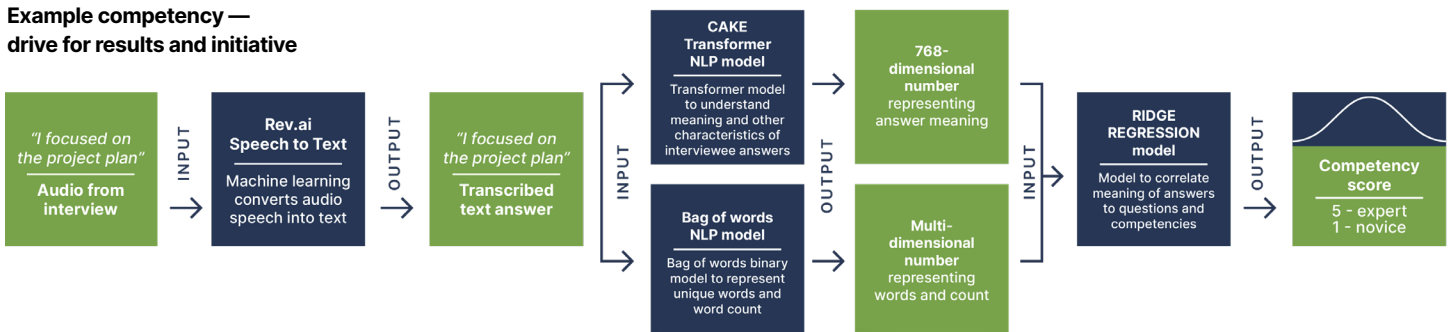 Example competency —
drive for results and initiative
“I focused on
the project plan”
Audio from
interview
INPUT
Rev.ai
Speech to Text
Machine learning
converts audio
speech into text
OUTPUT
“I focused on
the project plan”
Transcribed
text answer
INPUT
CAKE
Transformer
NLP model
Transformer model
to understand
meaning and other
characteristics of
interviewee answers
Bag of words
NLP model
Bag of words binary
model to represent
unique words and
word count
OUTPUT
768-
dimensional
number
representing
answer meaning
Multi-
dimensional
number
representing
words and count
INPUT
RIDGE
REGRESSION
model
Model to correlate
meaning of answers
to questions and
competencies
OUTPUT
Competency
score
5 - expert
1 - novice